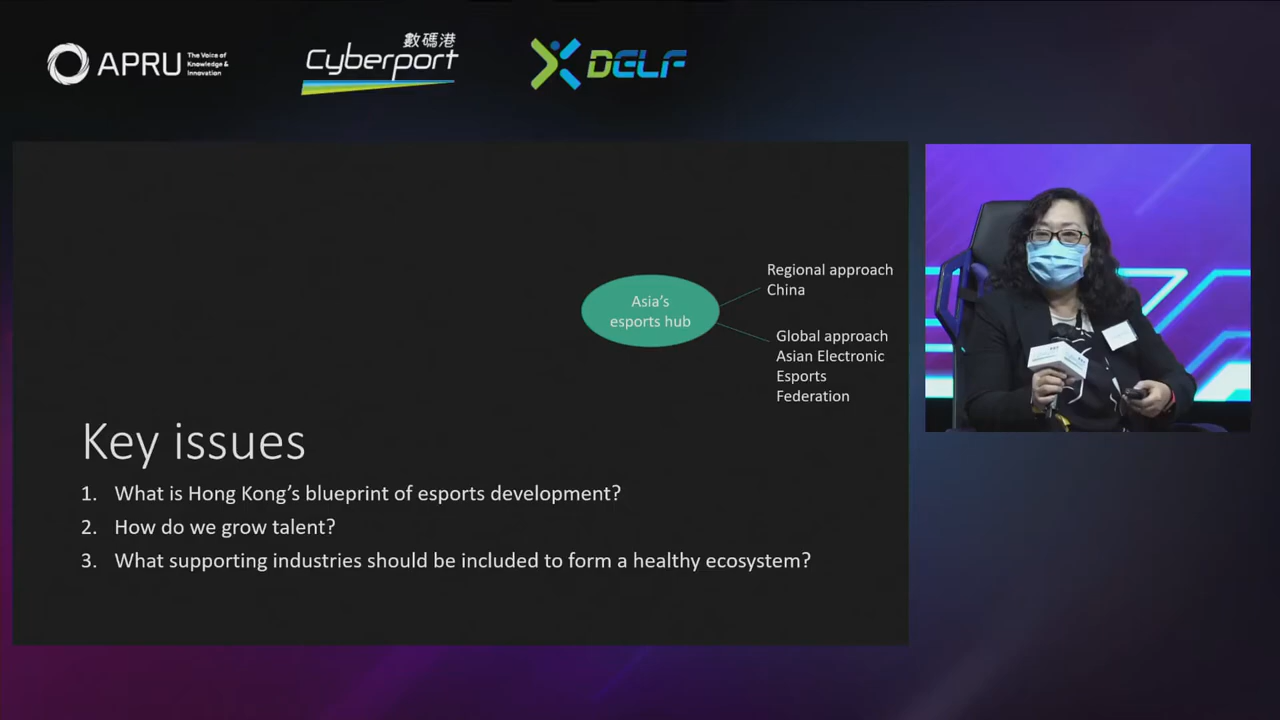 APRU
The Voice of
Knowledge &
Innovation
數碼港
Cyberport
DELF
Asia's
esports hub
Regional approach
China
Global approach
Asian Electronic
Esports
Federation
Key issues
1. What is Hong Kong's blueprint of esports development?
2. How do we grow talent?
3. What supporting industries should be included to form a healthy ecosystem?